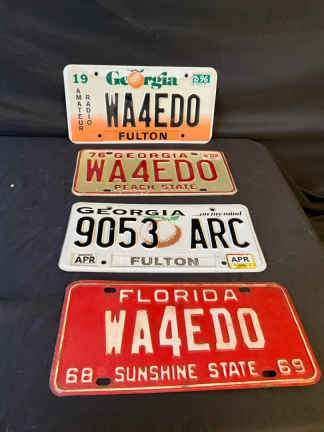 19 Georgia 96
AMATEUR RADIO
WA4EDO
FULTON
76 GEORGIA
WA4EDO
PEACH STATE
GEORGIA
...on my mind
9053 ARC
APR FULTON APR
FLORIDA
WA4EDO
68 SUNSHINE STATE 69